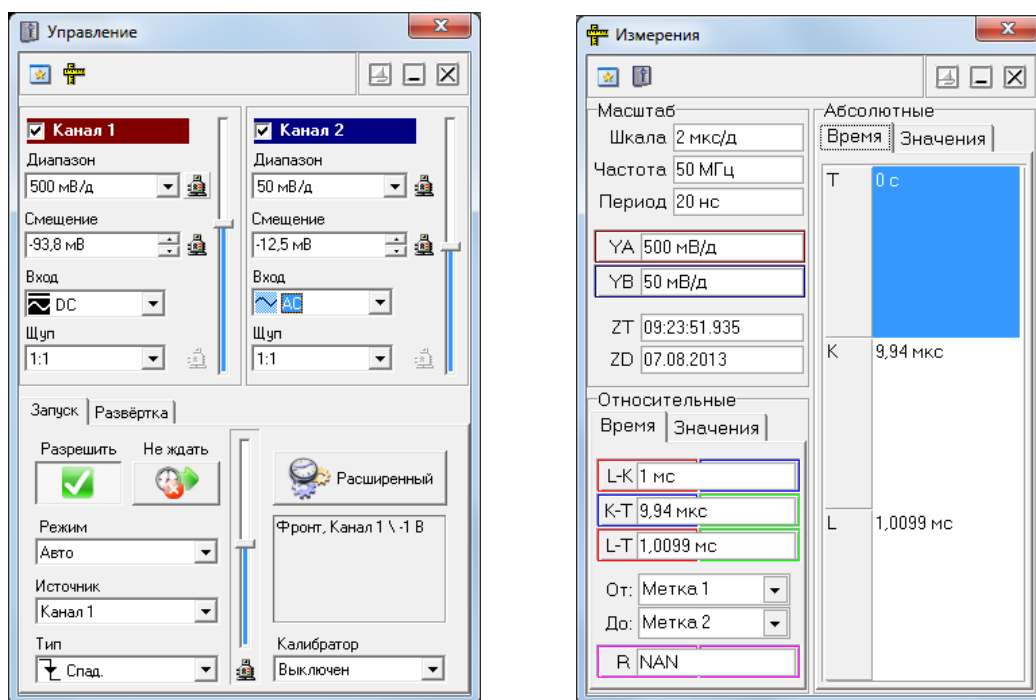 Управление
Канал 1
Диапазон
500 мВ/д
Смещение
-93,8 мВ
Вход
DC
Щуп
1:1
Канал 2
Диапазон
50 мВ/д
Смещение
-12,5 мВ
Вход
AC
Щуп
1:1
Запуск Развёртка
Разрешить Не ждать
Режим
Авто
Источник
Канал 1
Тип
Спад.
Расширенный
Фронт, Канал 1 \ -1 В
Калибратор
Выключен
Измерения
Масштаб
Шкала 2 мкс/д
Частота 50 МГц
Период 20 нс
YA 500 мВ/д
YB 50 мВ/д
ZT 09:23:51.935
ZD 07.08.2013
Относительные
Время Значения
L-K 1 мс
K-T 9,94 мкс
L-T 1,0099 мс
От: Метка 1
До: Метка 2
R NAN
Абсолютные
Время Значения
T 0 с
K 9,94 мкс
L 1,0099 мс